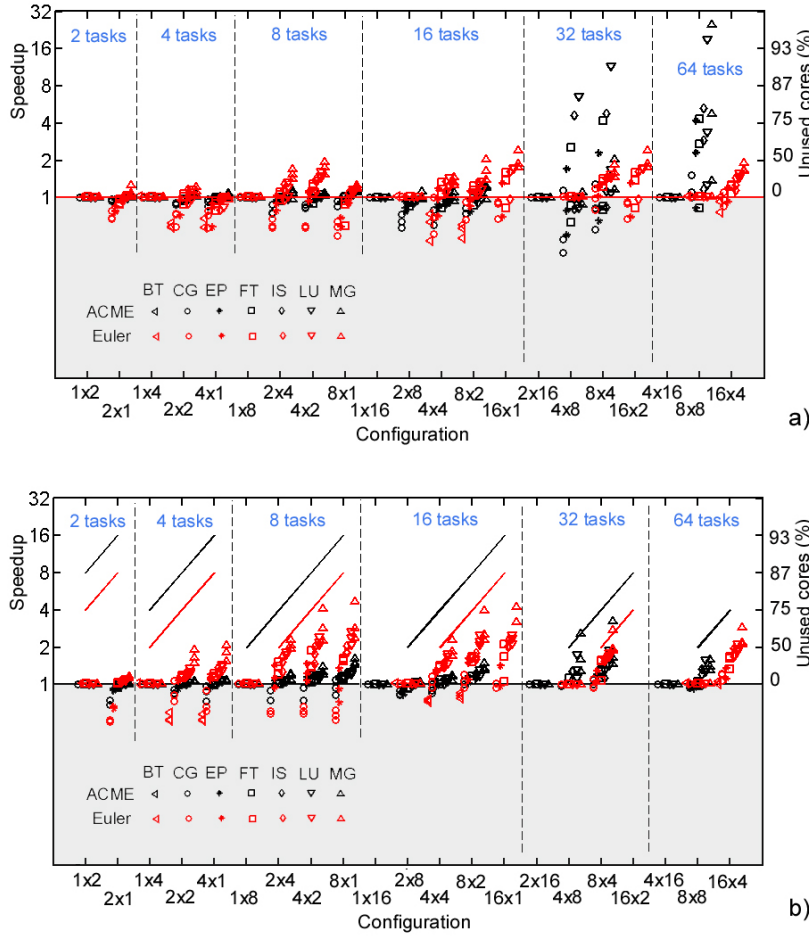 32
16
8
4
2
1
Speedup
2 tasks
4 tasks
8 tasks
16 tasks
32 tasks
64 tasks
93
87
75
50
0
Unused cores (%)
BT CG EP FT IS LU MG
ACME
Euler
1x2 1x4 4x1 2x4 8x1 2x8 8x2 2x16 8x4 4x16 16x4
2x1 2x2 1x8 4x2 1x16 4x4 16x1 4x8 16x2 8x8
Configuration
a)
32
16
8
4
2
1
Speedup
2 tasks
4 tasks
8 tasks
16 tasks
32 tasks
64 tasks
93
87
75
50
0
Unused cores (%)
BT CG EP FT IS LU MG
ACME
Euler
1x2 1x4 4x1 2x4 8x1 2x8 8x2 2x16 8x4 4x16 16x4
2x1 2x2 1x8 4x2 1x16 4x4 16x1 4x8 16x2 8x8
Configuration
b)